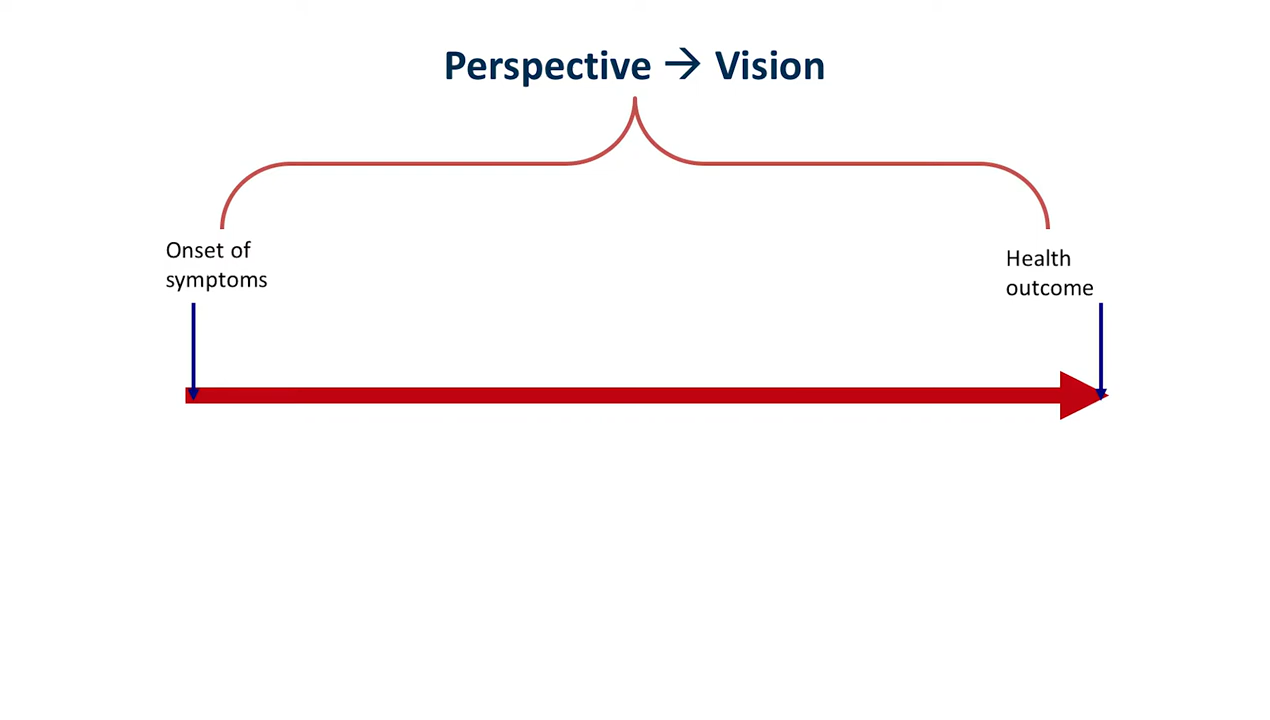 Perspective → Vision
Onset of
symptoms
Health
outcome